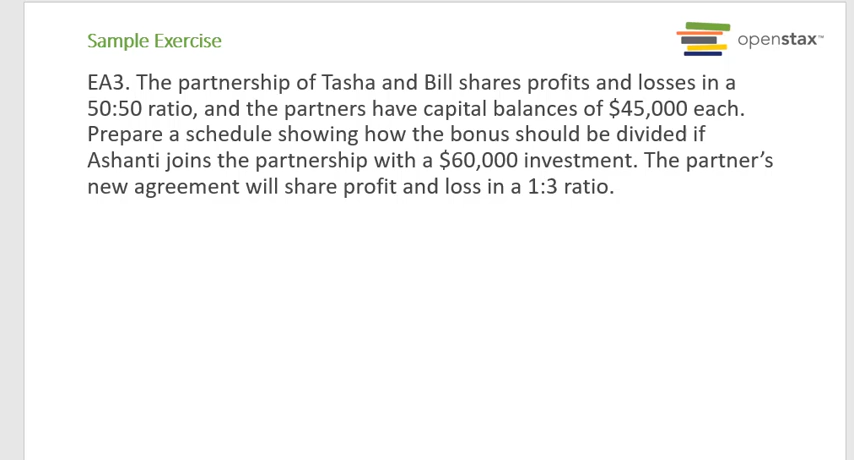 Sample Exercise
openstax™
EA3. The partnership of Tasha and Bill shares profits and losses in a
50:50 ratio, and the partners have capital balances of $45,000 each.
Prepare a schedule showing how the bonus should be divided if
Ashanti joins the partnership with a $60,000 investment. The partner’s
new agreement will share profit and loss in a 1:3 ratio.